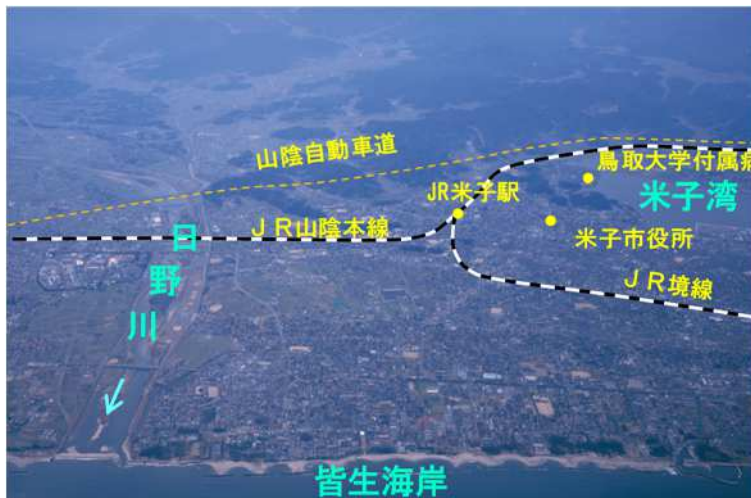 山陰自動車道
鳥取大学付属病
JR米子駅
米子湾
JR山陰本線
米子市役所
日野川
JR境線
皆生海岸